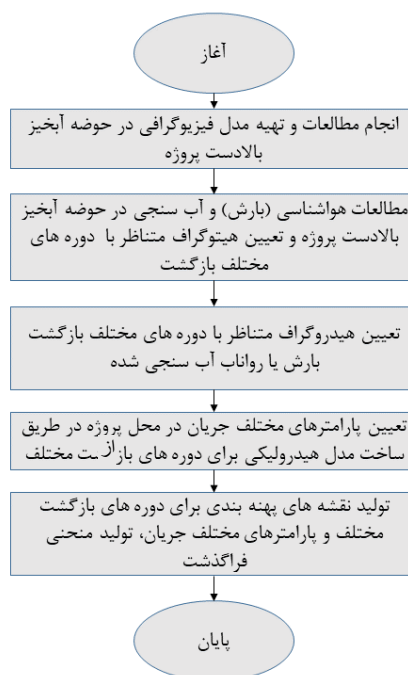 آغاز
انجام مطالعات و تهیه مدل فیزیوگرافی در حوضه آبخیز
بالادست پروژه
مطالعات هواشناسی (بارش) و آب سنجی در حوضه آبخیز
بالادست پروژه و تعیین هیتوگراف متناظر با دوره های
مختلف بازگشت
تعیین هیدروگراف متناظر با دوره های مختلف بازگشت
بارش یا رواناب آب سنجی شده
تعیین پارامترهای مختلف جریان در محل پروژه در طریق
ساخت مدل هیدرولیکی برای دوره های مختلف
تولید نقشه های پهنه بندی برای دوره های بازگشت
مختلف و پارامترهای مختلف جریان، تولید منحنی
فراگذشت
پایان